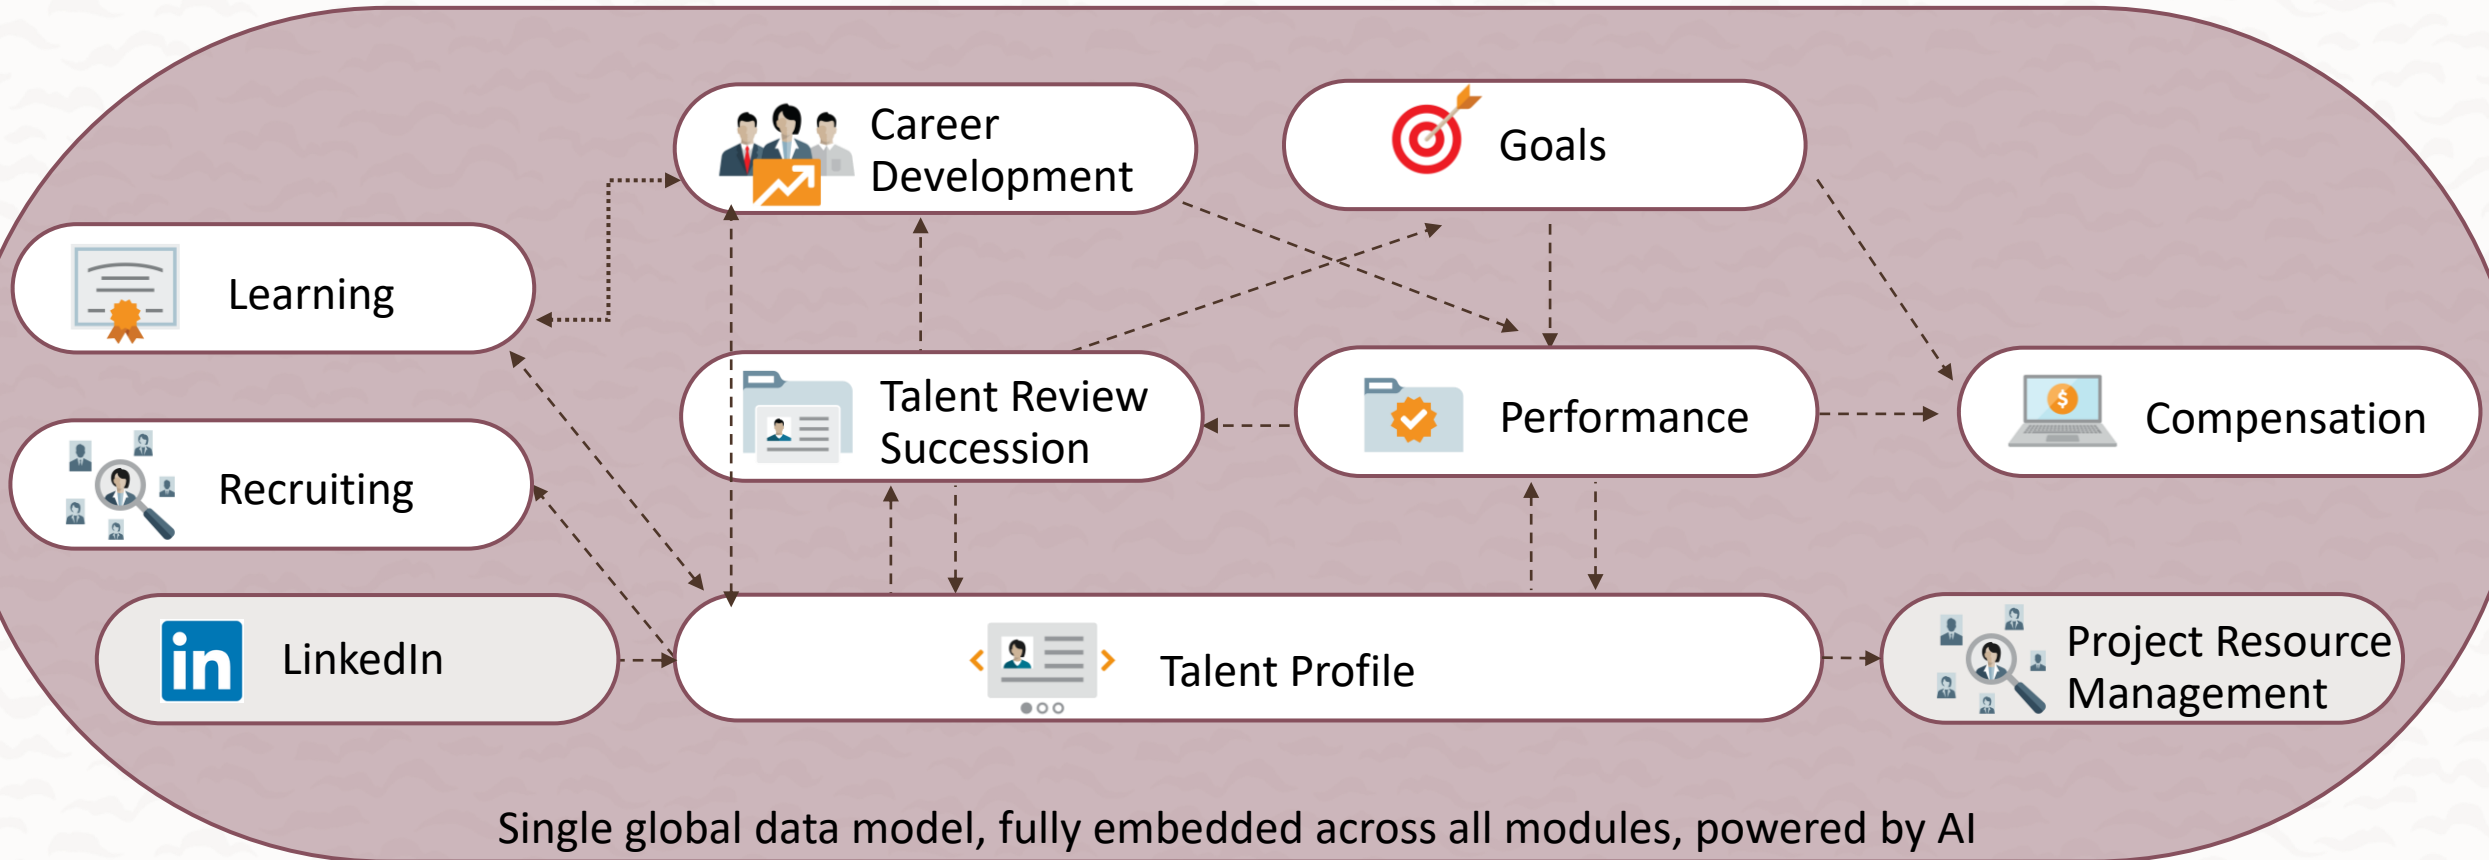 Career
Development
Goals
Learning
Talent Review
Succession
Performance
Compensation
Recruiting
in
LinkedIn
Talent Profile
Project Resource
Management
Single global data model, fully embedded across all modules, powered by AI